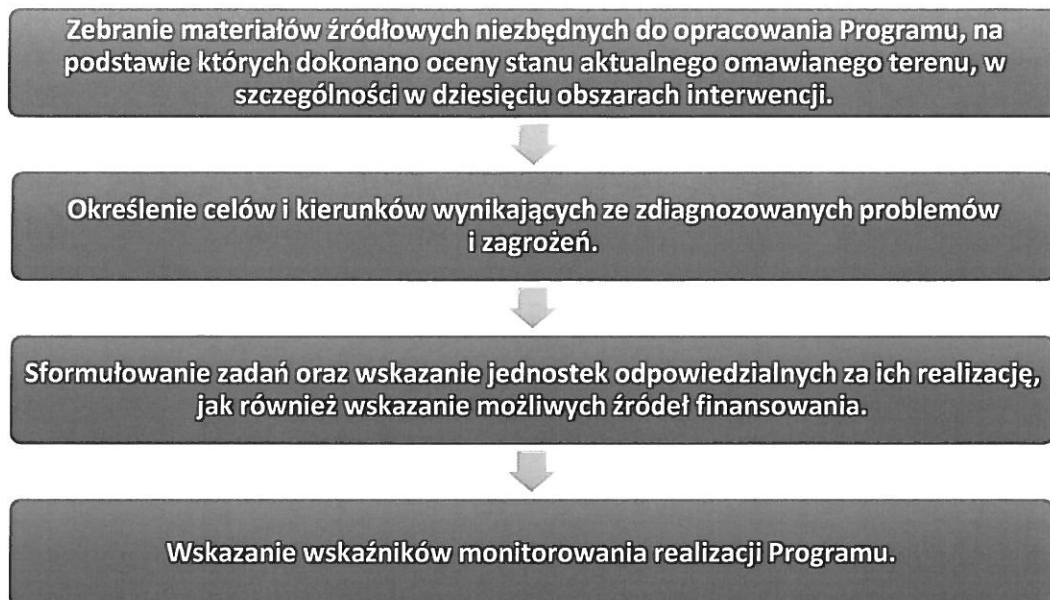 Zebranie materiałów źródłowych niezbędnych do opracowania Programu, na
podstawie których dokonano oceny stanu aktualnego omawianego terenu, w
szczególności w dziesięciu obszarach interwencji.
Określenie celów i kierunków wynikających ze zdiagnozowanych problemów
i zagrożeń.
Sformułowanie zadań oraz wskazanie jednostek odpowiedzialnych za ich realizację,
jak również wskazanie możliwych źródeł finansowania.
Wskazanie wskaźników monitorowania realizacji Programu.